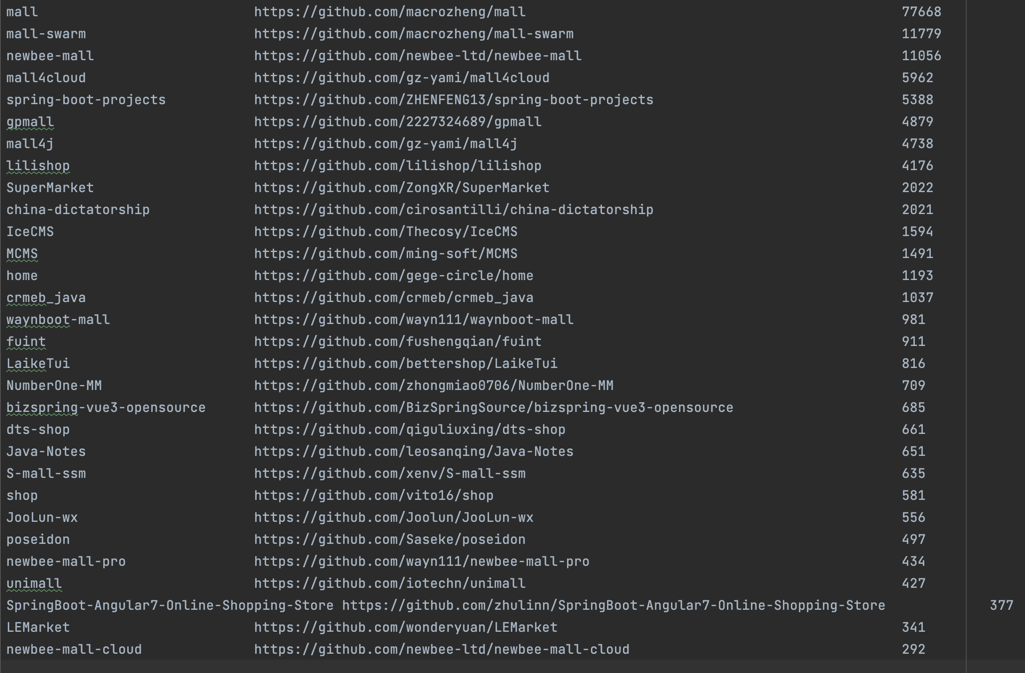 mall https://github.com/macrozheng/mall 77668
mall-swarm https://github.com/macrozheng/mall-swarm 11779
newbee-mall https://github.com/newbee-ltd/newbee-mall 11056
mall4cloud https://github.com/gz-yami/mall4cloud 5962
spring-boot-projects https://github.com/ZHENFENG13/spring-boot-projects 5388
gpmall https://github.com/2227324689/gpmall 4879
mall4j https://github.com/gz-yami/mall4j 4738
lilishop https://github.com/lilishop/lilishop 4176
SuperMarket https://github.com/ZongXR/SuperMarket 2022
china-dictatorship https://github.com/cirosantilli/china-dictatorship 2021
IceCMS https://github.com/Thecosy/IceCMS 1594
MCMS https://github.com/ming-soft/MCMS 1491
home https://github.com/gege-circle/home 1193
crmeb_java https://github.com/crmeb/crmeb_java 1037
waynboot-mall https://github.com/wayn111/waynboot-mall 981
fuint https://github.com/fushengqian/fuint 911
LaikeTui https://github.com/bettershop/LaikeTui 816
NumberOne-MM https://github.com/zhongmiao0706/NumberOne-MM 709
bizspring-vue3-opensource https://github.com/BizSpringSource/bizspring-vue3-opensource 685
dts-shop https://github.com/qiguliuxing/dts-shop 661
Java-Notes https://github.com/leosanqing/Java-Notes 651
S-mall-ssm https://github.com/xenv/S-mall-ssm 635
shop https://github.com/vito16/shop 581
JooLun-wx https://github.com/Joolun/JooLun-wx 556
poseidon https://github.com/Saseke/poseidon 497
newbee-mall-pro https://github.com/wayn111/newbee-mall-pro 434
unimall https://github.com/iotechn/unimall 427
SpringBoot-Angular7-Online-Shopping-Store https://github.com/zhulinn/SpringBoot-Angular7-Online-Shopping-Store 377
LEMarket https://github.com/wonderyuan/LEMarket 341
newbee-mall-cloud https://github.com/newbee-ltd/newbee-mall-cloud 292